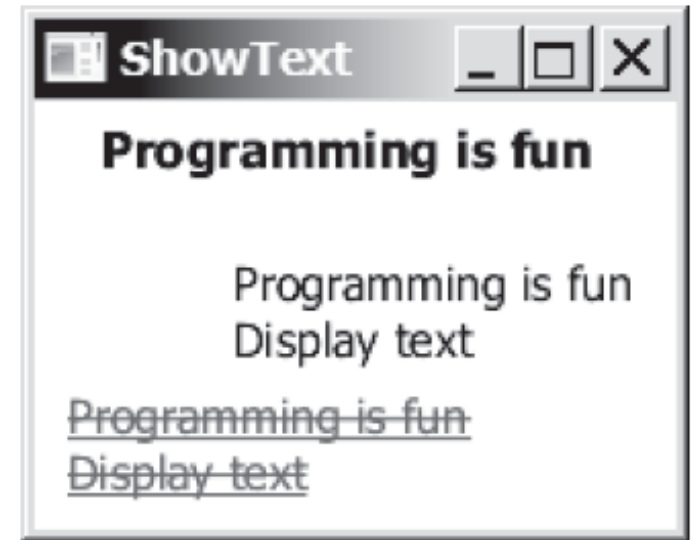 ShowText
Programming is fun
Programming is fun
Display text
Programming is fun
Display text